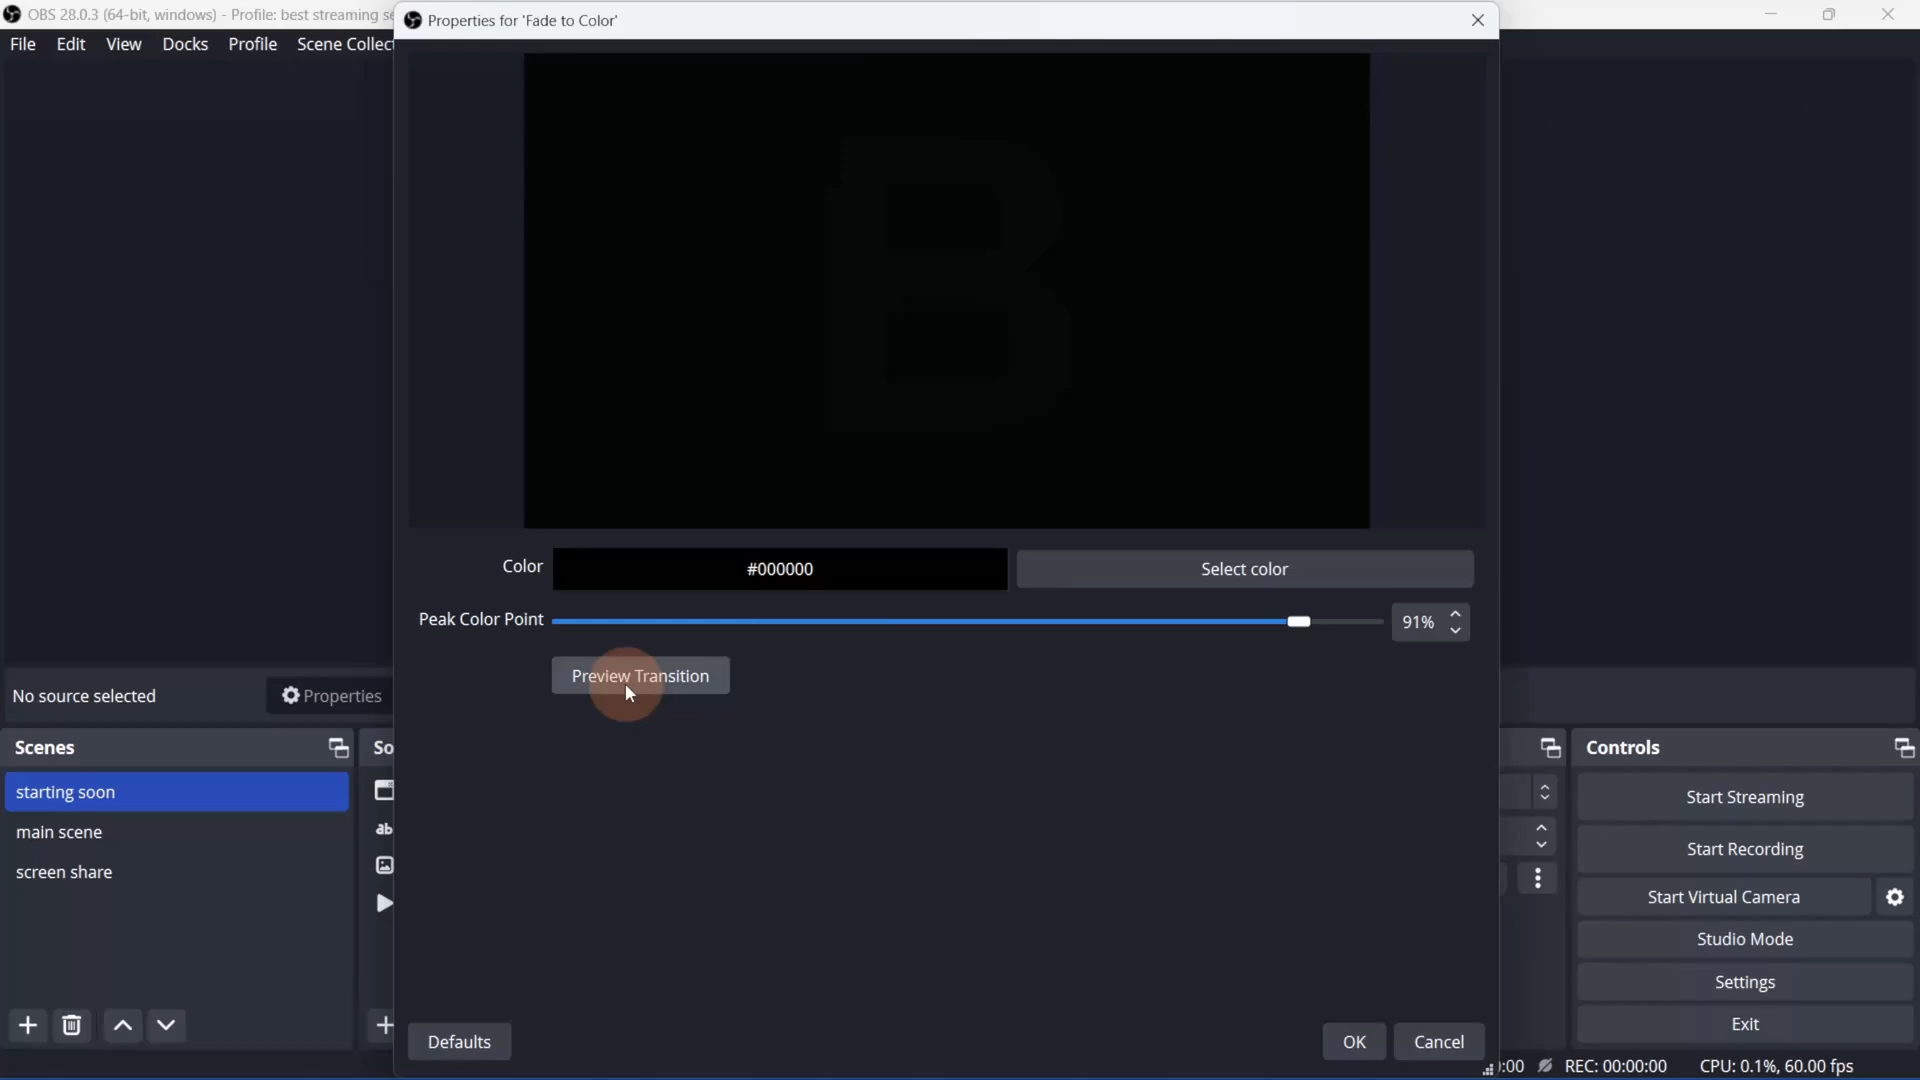 OBS 28.0.3 (64-bit, windows) - Profile: best streaming se
Properties for 'Fade to Color'
File Edit View Docks Profile Scene Collect
B
Color #000000 Select color
Peak Color Point 91%
Preview Transition
No source selected Properties
Scenes So Controls
starting soon
main scene
screen share
ab
Start Streaming
Start Recording
Start Virtual Camera
Studio Mode
Settings
Exit
Defaults OK Cancel
:00 REC: 00:00:00 CPU: 0.1%, 60.00 fps